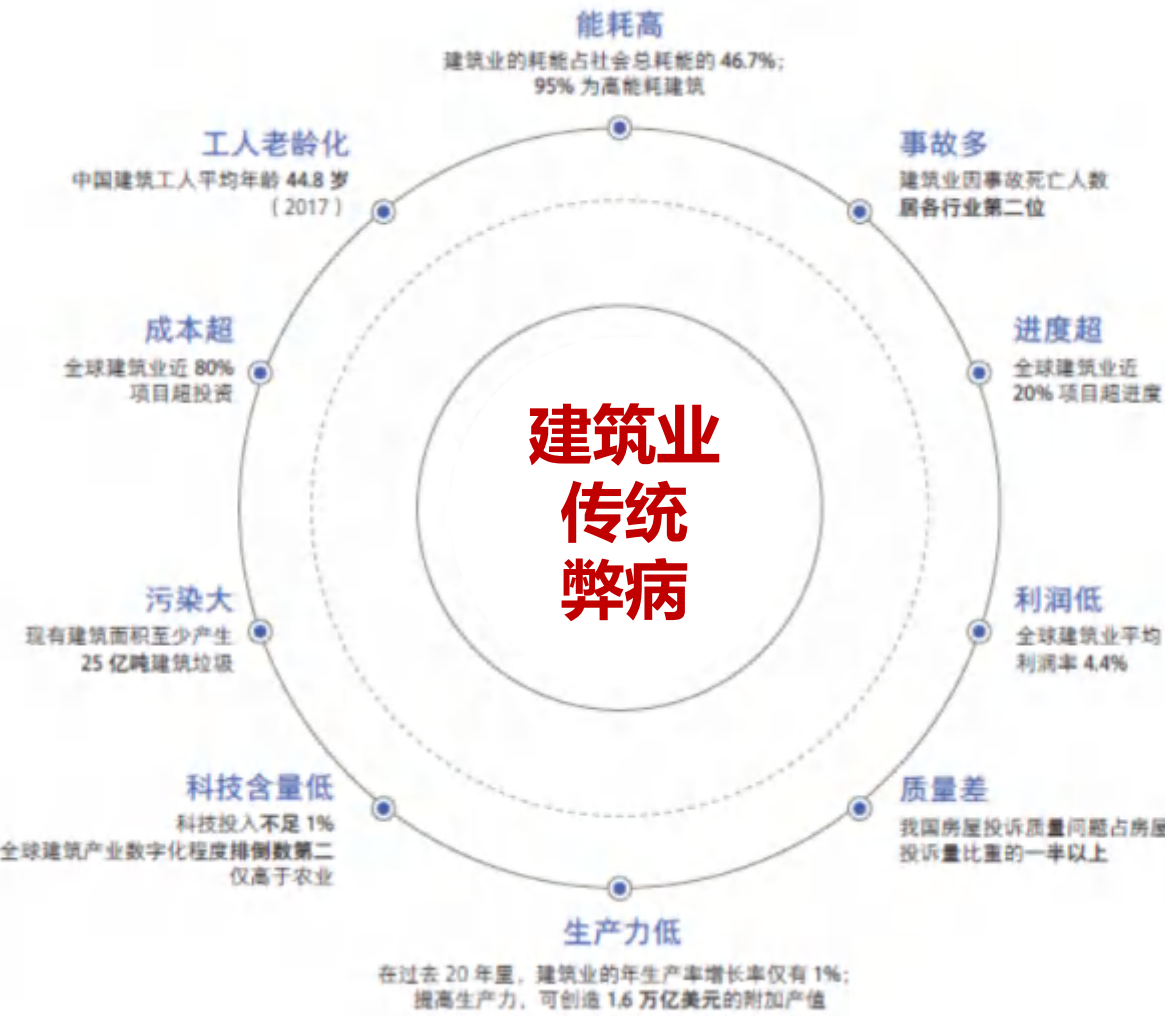 能耗高
建筑业的耗能占社会总耗能的 46.7%;
95% 为高能耗建筑
事故多
建筑业因事故死亡人数
居各行业第二位
进度超
全球建筑业近
20% 项目超进度
利润低
全球建筑业平均
利润率 4.4%
质量差
我国房屋投诉质量问题占房屋
投诉量比重的一半以上
生产力低
在过去 20 年里，建筑业的年生产率增长率仅有 1%;
提高生产力，可创造 1.6 万亿美元的附加产值
科技含量低
科技投入不足 1%
全球建筑产业数字化程度排倒数第二
仅高于农业
污染大
现有建筑面积至少产生
25 亿吨建筑垃圾
成本超
全球建筑业近 80%
项目超投资
工人老龄化
中国建筑工人平均年龄 44.8 岁
（2017）
建筑业
传统
弊病